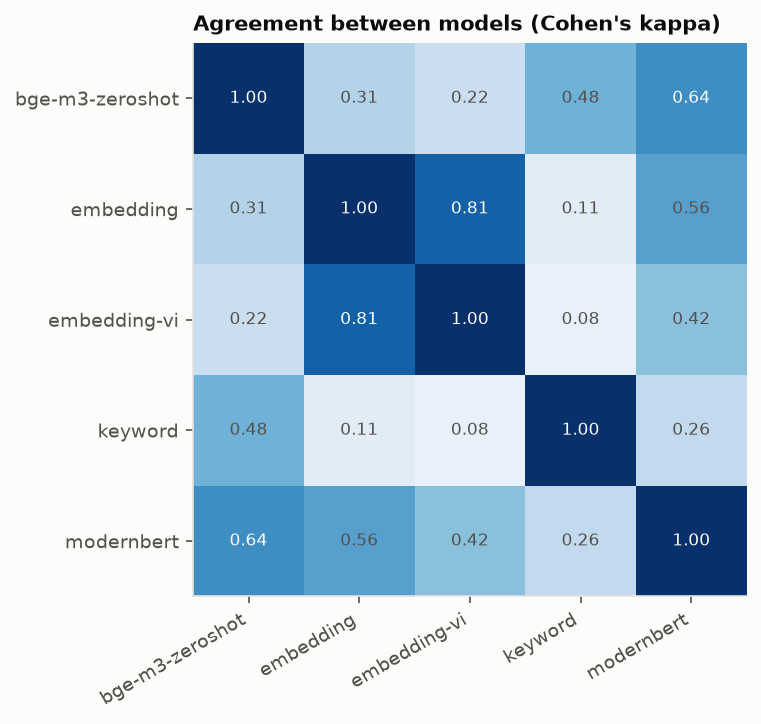 Agreement between models (Cohen's kappa)
bge-m3-zeroshot 1.00 0.31 0.22 0.48 0.64
embedding 0.31 1.00 0.81 0.11 0.56
embedding-vi 0.22 0.81 1.00 0.08 0.42
keyword 0.48 0.11 0.08 1.00 0.26
modernbert 0.64 0.56 0.42 0.26 1.00
bge-m3-zeroshot embedding embedding-vi keyword modernbert